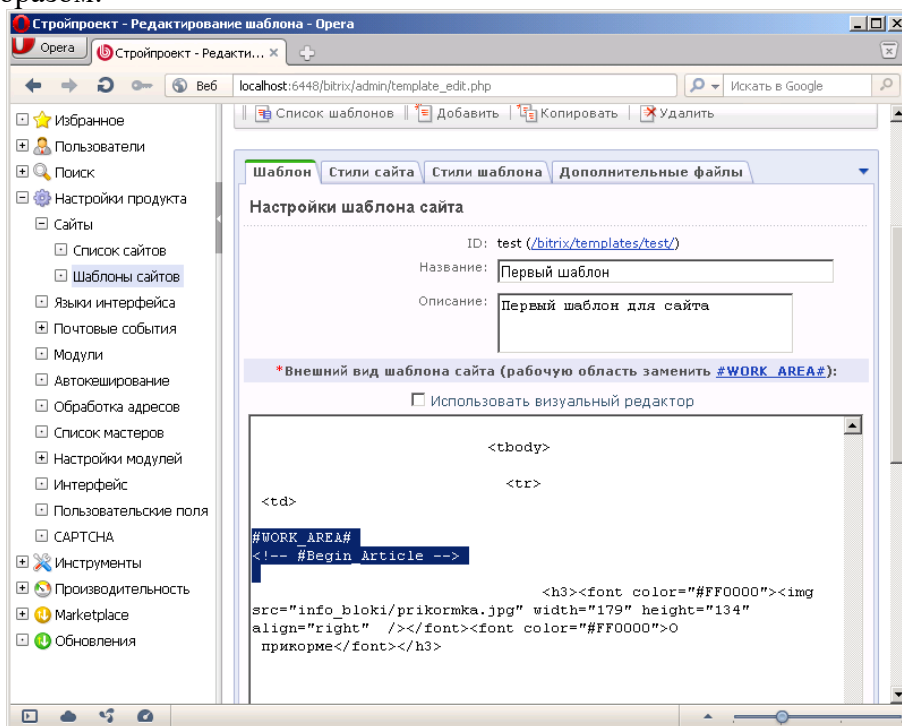 образом.
Стройпроект - Редактирование шаблона - Opera
Opera
Стройпроект - Редакти...
Веб
localhost:6448/bitrix/admin/template_edit.php
Искать в Google
Избранное
Пользователи
Поиск
Настройки продукта
Сайты
Список сайтов
Шаблоны сайтов
Языки интерфейса
Почтовые события
Модули
Автокеширование
Обработка адресов
Список мастеров
Настройки модулей
Интерфейс
Пользовательские поля
CAPTCHA
Инструменты
Производительность
Marketplace
Обновления
Список шаблонов Добавить Копировать Удалить
Шаблон Стили сайта Стили шаблона Дополнительные файлы
Настройки шаблона сайта
ID: test (/bitrix/templates/test/)
Название: Первый шаблон
Описание: Первый шаблон для сайта
*Внешний вид шаблона сайта (рабочую область заменить #WORK_AREA#):
Использовать визуальный редактор
<tbody>
<tr>
<td>
#WORK_AREA#
<!-- #Begin_Article -->
<h3><font color="#FF0000"><img
src="info_bloki/prikormka.jpg" width="179" height="134"
align="right" /></font><font color="#FF0000">О
прикорме</font></h3>